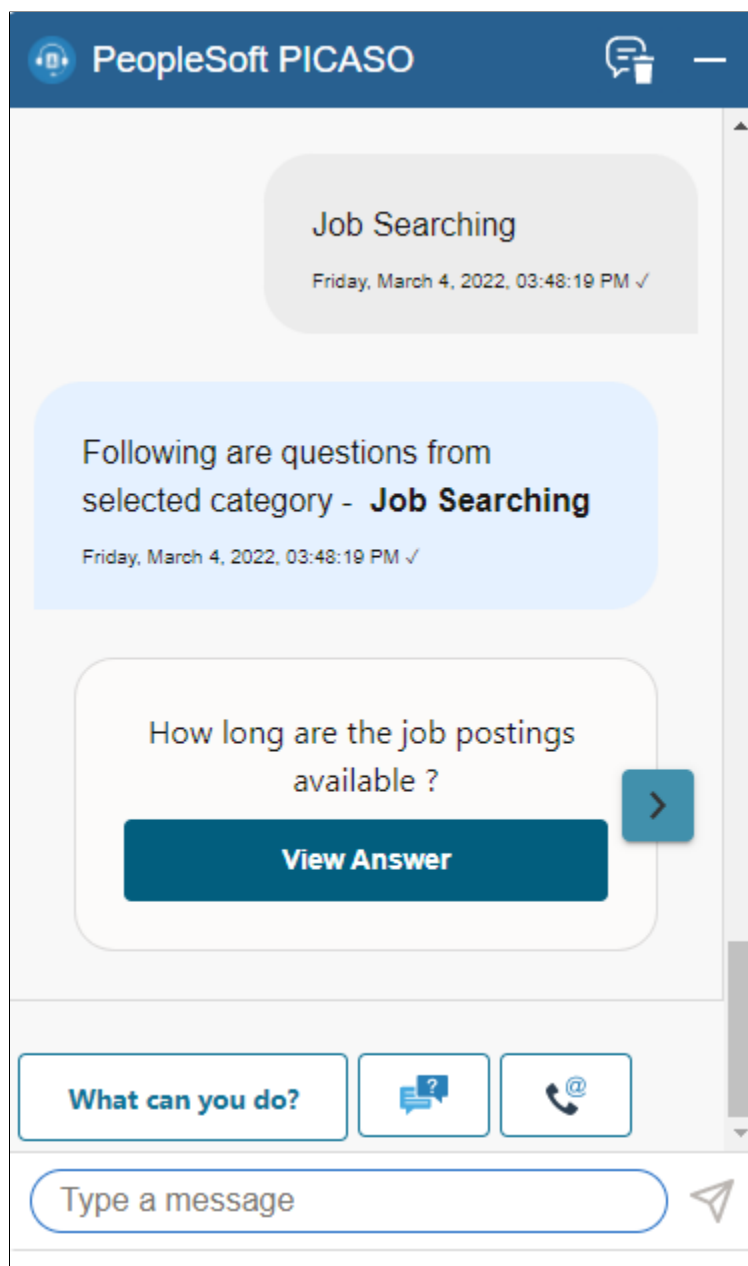 PeopleSoft PICASO
Job Searching
Friday, March 4, 2022, 03:48:19 PM ✓
Following are questions from
selected category - Job Searching
Friday, March 4, 2022, 03:48:19 PM ✓
How long are the job postings
available ?
View Answer
What can you do?
?
@
Type a message